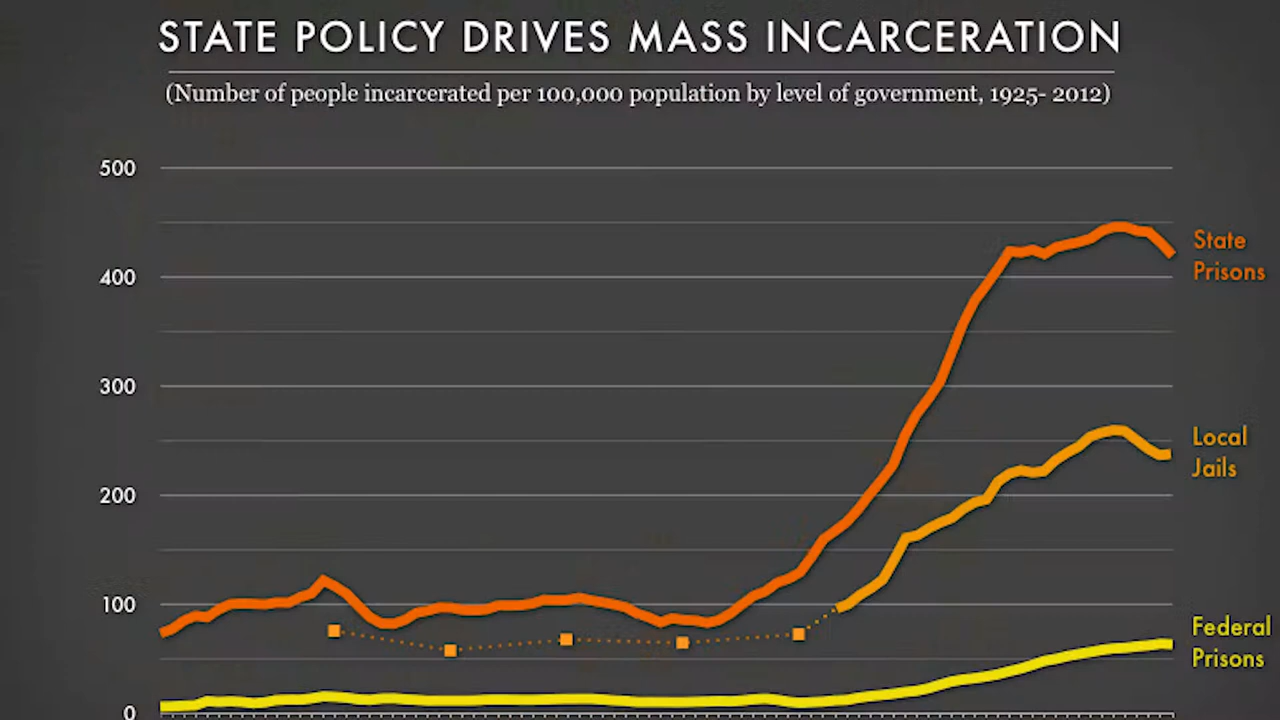 STATE POLICY DRIVES MASS INCARCERATION
(Number of people incarcerated per 100,000 population by level of government, 1925- 2012)
500
State
Prisons
400
300
Local
Jails
200
100
Federal
Prisons
0